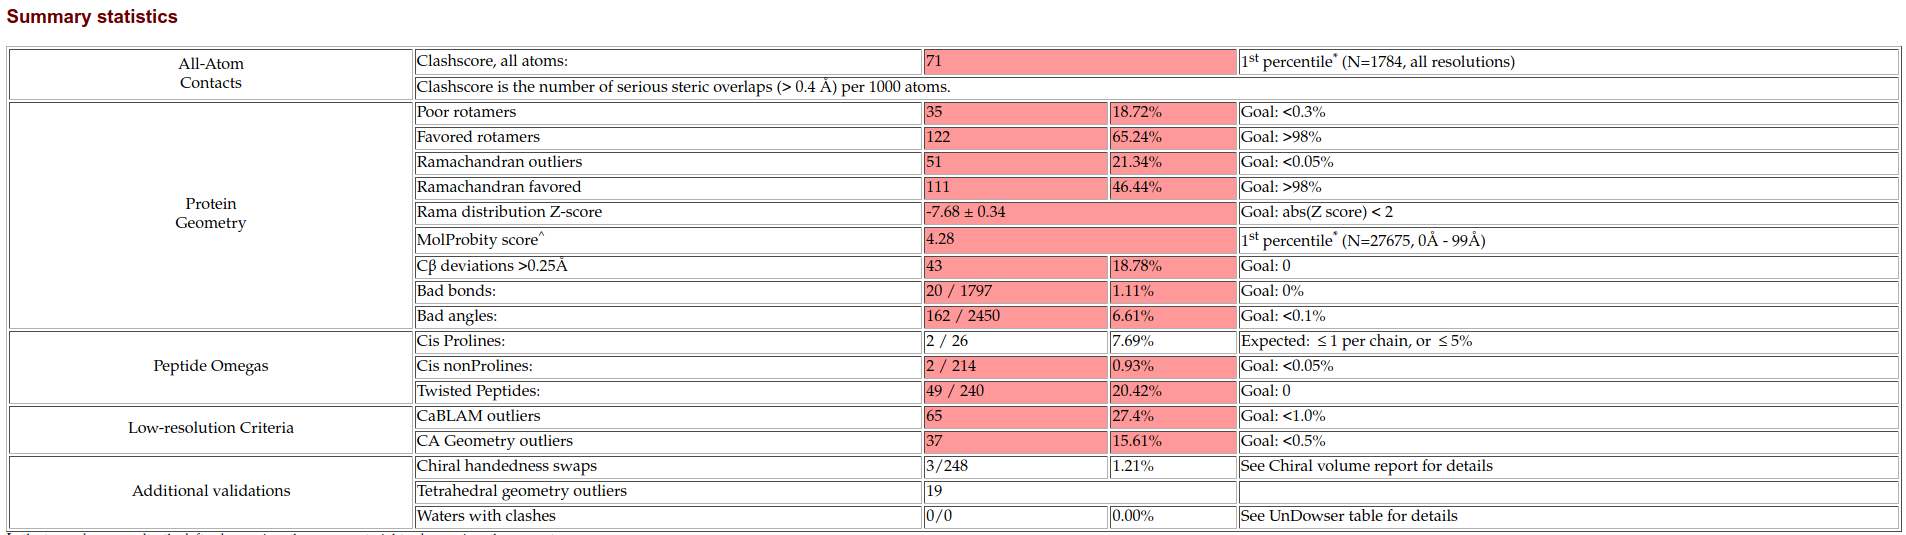 Summary statistics
All-Atom
Contacts
Clashscore, all atoms: 71 1st percentile* (N=1784, all resolutions)
Clashscore is the number of serious steric overlaps (> 0.4 Å) per 1000 atoms.
Protein
Geometry
Poor rotamers 35 18.72% Goal: <0.3%
Favored rotamers 122 65.24% Goal: >98%
Ramachandran outliers 51 21.34% Goal: <0.05%
Ramachandran favored 111 46.44% Goal: >98%
Rama distribution Z-score -7.68 ± 0.34 Goal: abs(Z score) < 2
MolProbity score^ 4.28 1st percentile* (N=27675, 0Å - 99Å)
Cβ deviations >0.25Å 43 18.78% Goal: 0
Bad bonds: 20 / 1797 1.11% Goal: 0%
Bad angles: 162 / 2450 6.61% Goal: <0.1%
Peptide Omegas
Cis Prolines: 2 / 26 7.69% Expected: ≤ 1 per chain, or ≤ 5%
Cis nonProlines: 2 / 214 0.93% Goal: <0.05%
Twisted Peptides: 49 / 240 20.42% Goal: 0
Low-resolution Criteria
CaBLAM outliers 65 27.4% Goal: <1.0%
CA Geometry outliers 37 15.61% Goal: <0.5%
Additional validations
Chiral handedness swaps 3/248 1.21% See Chiral volume report for details
Tetrahedral geometry outliers 19
Waters with clashes 0/0 0.00% See UnDowser table for details